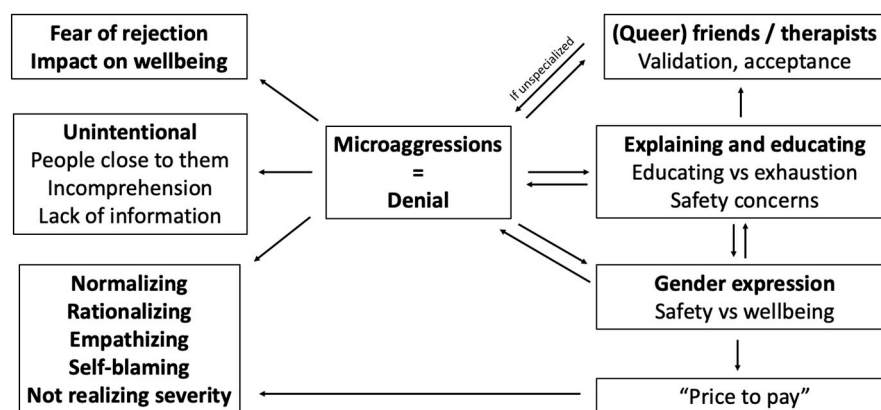 Fear of rejection
Impact on wellbeing
Unintentional
People close to them
Incomprehension
Lack of information
Normalizing
Rationalizing
Empathizing
Self-blaming
Not realizing severity
Microaggressions
=
Denial
If unspecialized
(Queer) friends / therapists
Validation, acceptance
Explaining and educating
Educating vs exhaustion
Safety concerns
Gender expression
Safety vs wellbeing
“Price to pay”